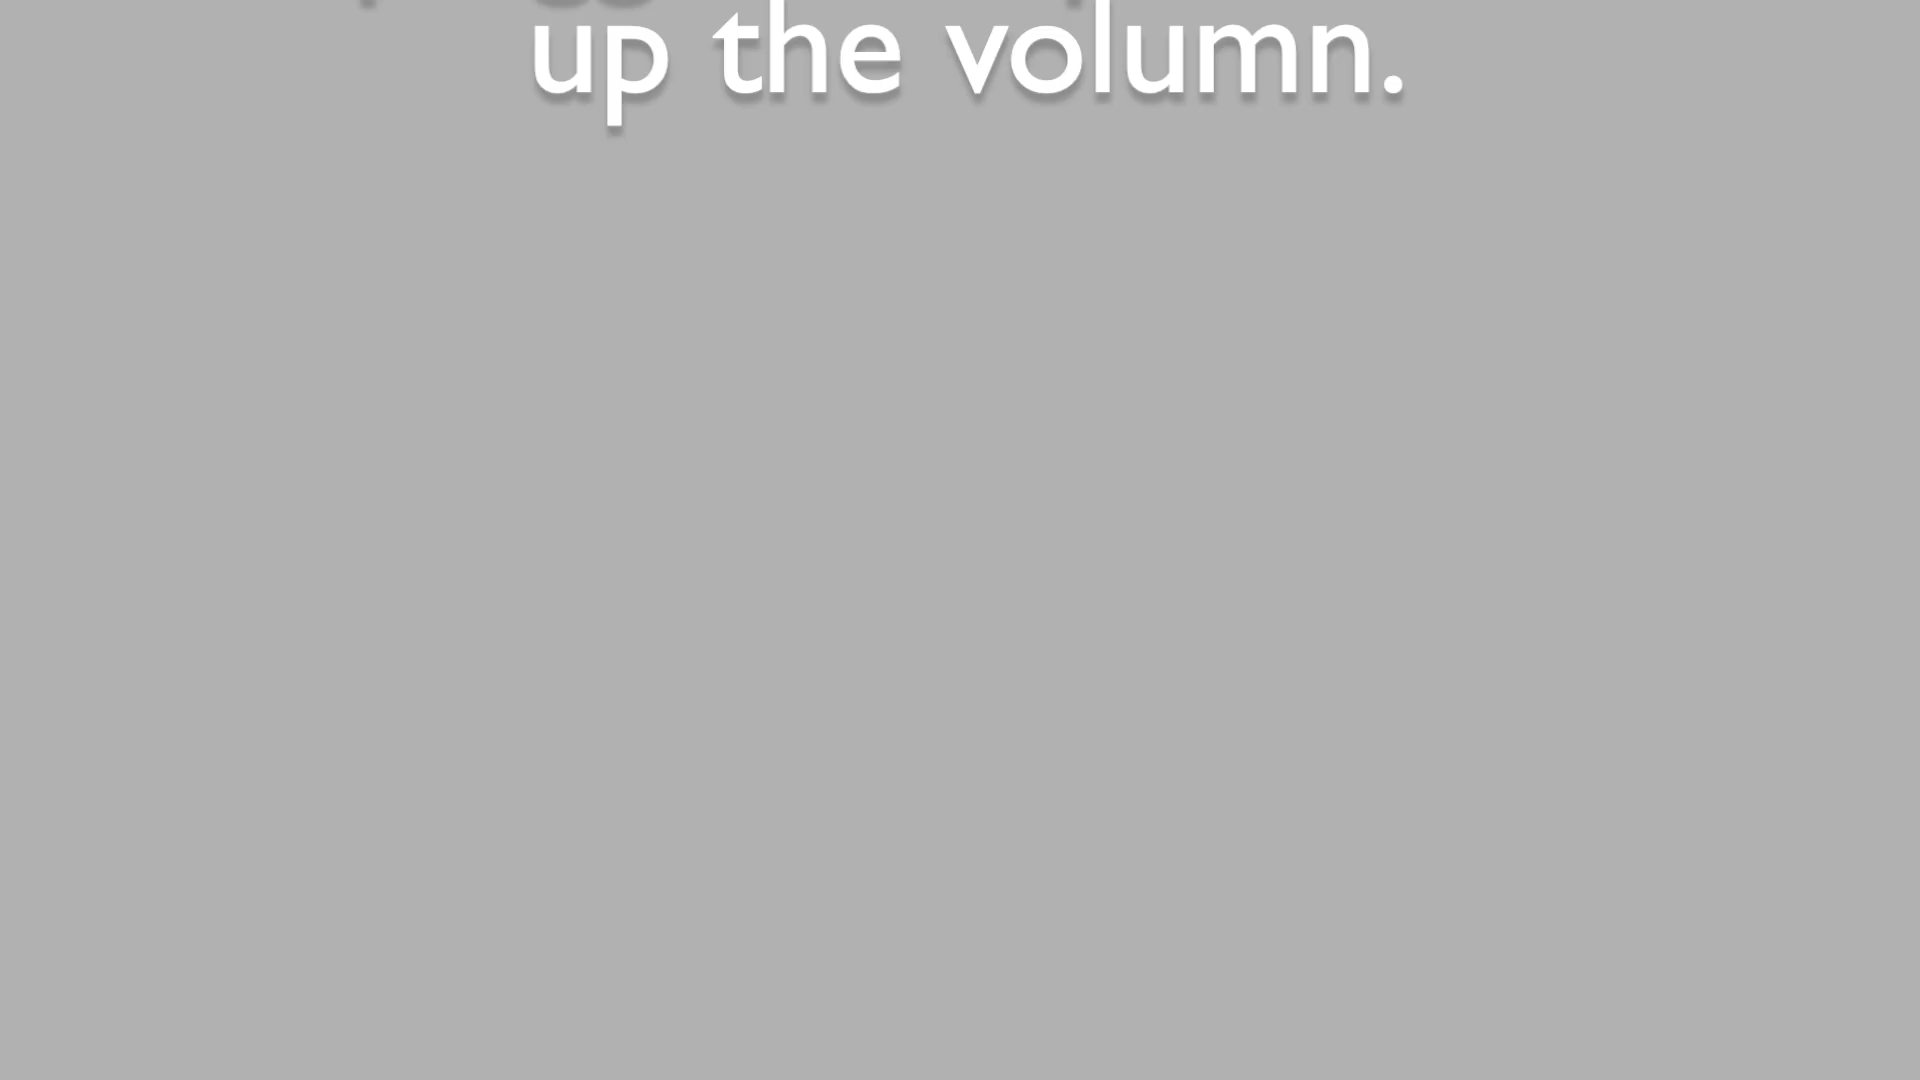 up the volumn.